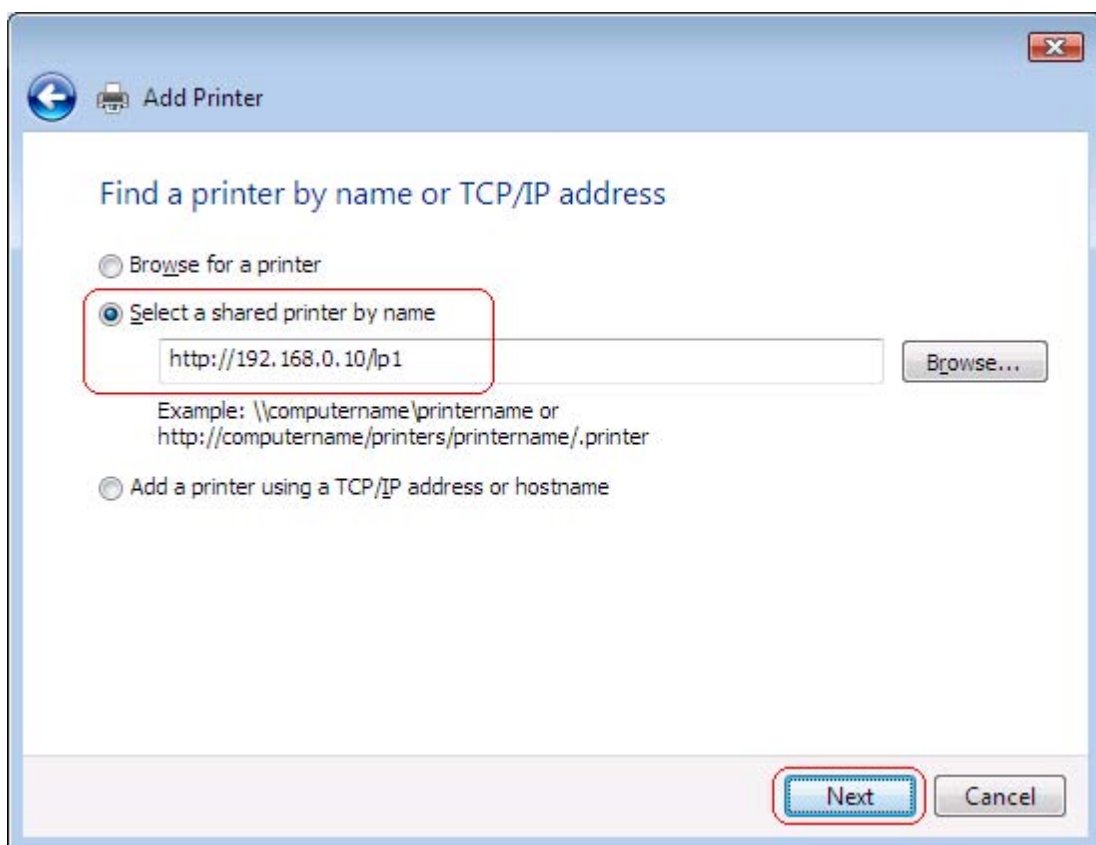 Add Printer
Find a printer by name or TCP/IP address
Browse for a printer
Select a shared printer by name
http://192.168.0.10/lp1
Browse...
Example: \\computername\printername or
http://computername/printers/printername/.printer
Add a printer using a TCP/IP address or hostname
Next
Cancel